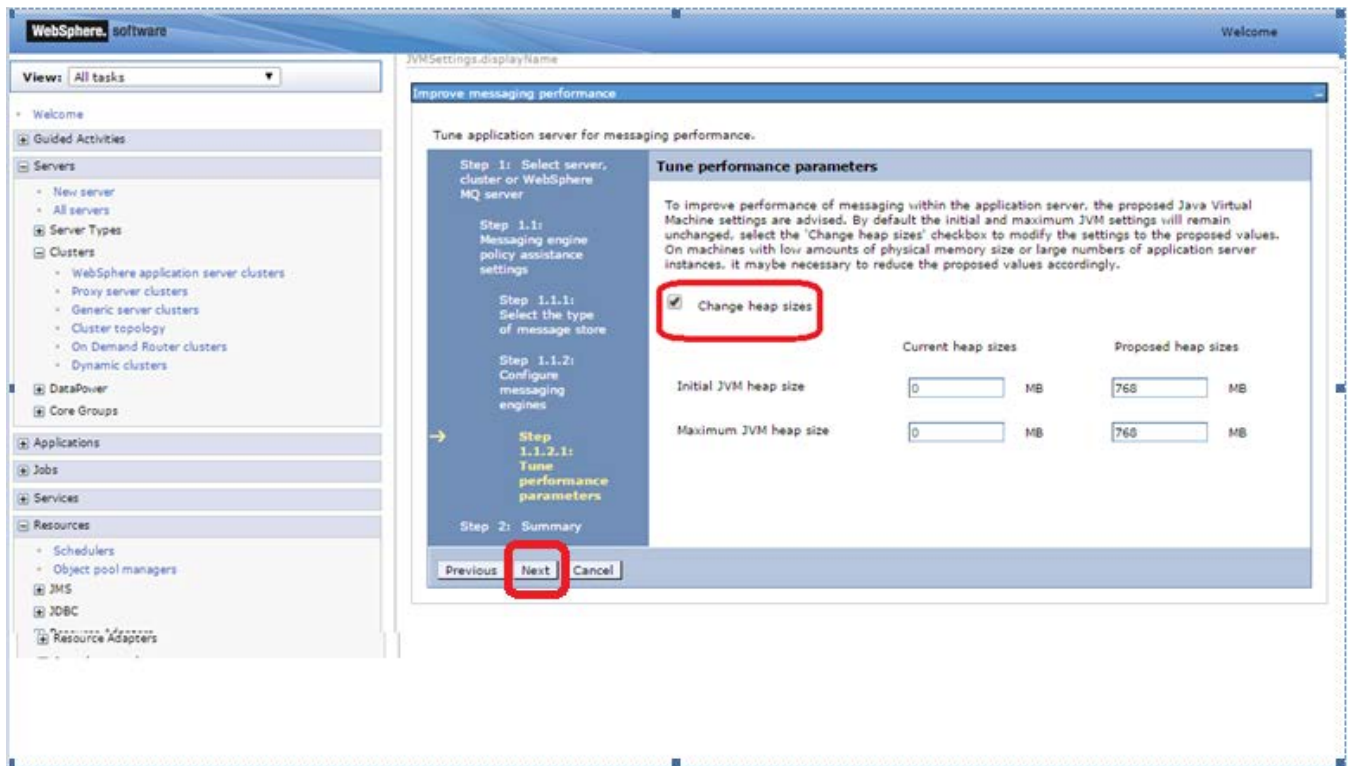 WebSphere. software
Welcome
View: All tasks
Welcome
Guided Activities
Servers
New server
All servers
Server Types
Clusters
WebSphere application server clusters
Proxy server clusters
Generic server clusters
Cluster topology
On Demand Router clusters
Dynamic clusters
DataPower
Core Groups
Applications
Jobs
Services
Resources
Schedulers
Object pool managers
JMS
JDBC
Resource Adapters
JVMSettings.displayName
Improve messaging performance
Tune application server for messaging performance.
Step 1: Select server,
cluster or WebSphere
MQ server
Step 1.1:
Messaging engine
policy assistance
settings
Step 1.1.1:
Select the type
of message store
Step 1.1.2:
Configure
messaging
engines
Step
1.1.2.1:
Tune
performance
parameters
Step 2: Summary
Tune performance parameters
To improve performance of messaging within the application server, the proposed Java Virtual
Machine settings are advised. By default the initial and maximum JVM settings will remain
unchanged, select the 'Change heap sizes' checkbox to modify the settings to the proposed values.
On machines with low amounts of physical memory size or large numbers of application server
instances, it maybe necessary to reduce the proposed values accordingly.
Change heap sizes
Current heap sizes Proposed heap sizes
Initial JVM heap size 0 MB 768 MB
Maximum JVM heap size 0 MB 768 MB
Previous Next Cancel